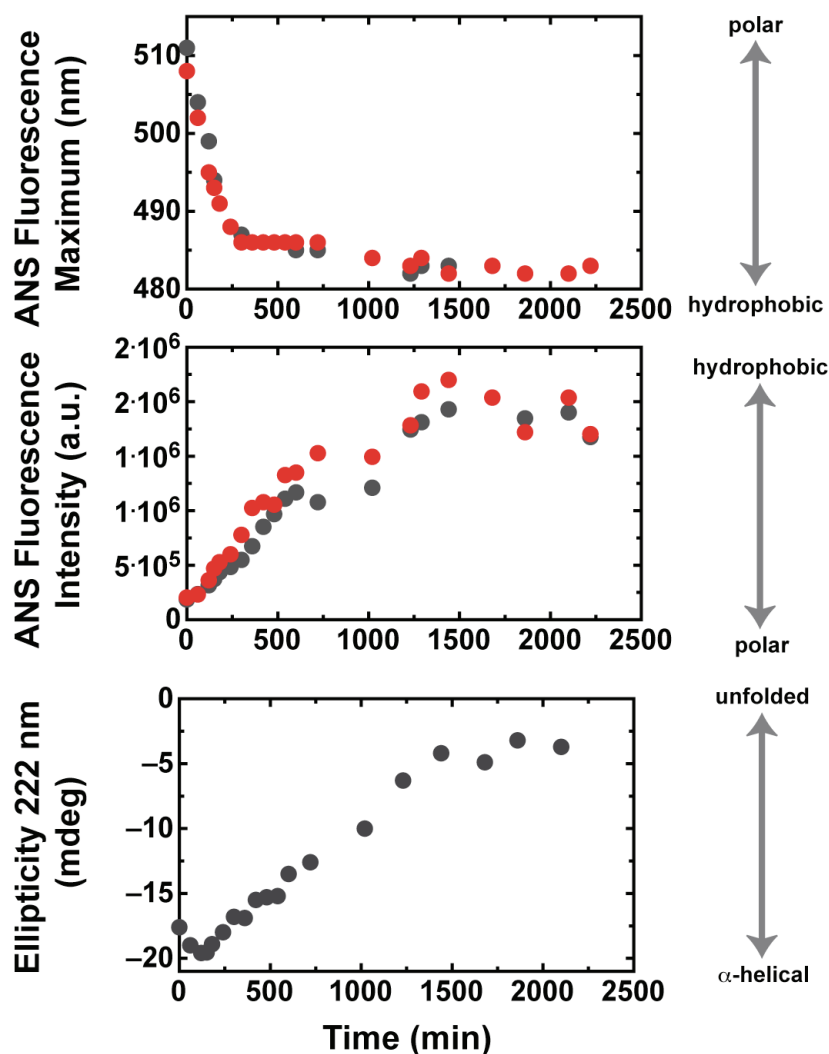 ANS Fluorescence
Maximum (nm)
510
500
490
480
0
500
1000
1500
2000
2500
polar
hydrophobic
ANS Fluorescence
Intensity (a.u.)
2·10⁶
2·10⁶
1·10⁶
1·10⁶
5·10⁵
0
0
500
1000
1500
2000
2500
hydrophobic
polar
Ellipticity 222 nm
(mdeg)
0
–5
–10
–15
–20
0
500
1000
1500
2000
2500
unfolded
α-helical
Time (min)